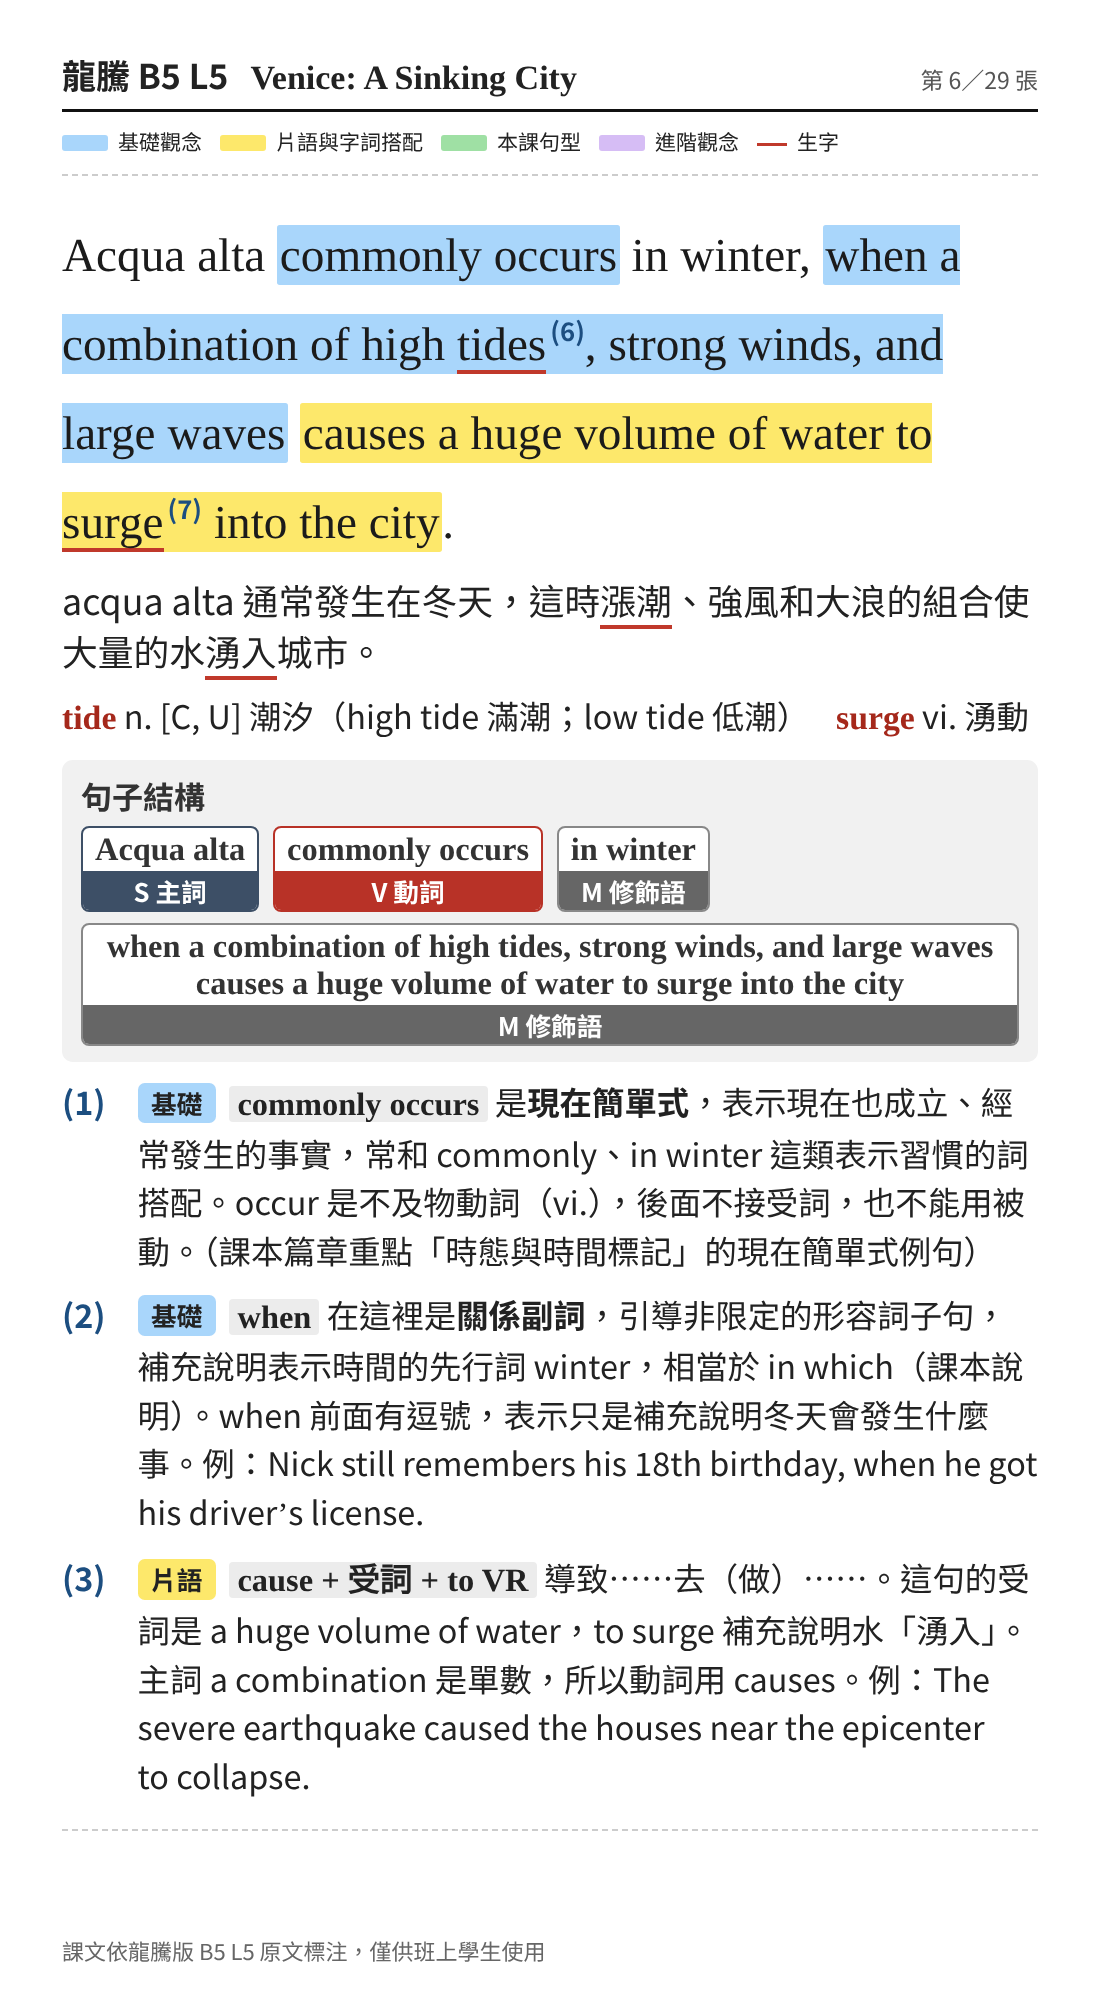 龍騰 B5 L5 Venice: A Sinking City 第 6／29 張
基礎觀念 片語與字詞搭配 本課句型 進階觀念 生字
Acqua alta commonly occurs in winter, when a
combination of high tides(6), strong winds, and
large waves causes a huge volume of water to
surge(7) into the city.
acqua alta 通常發生在冬天，這時漲潮、強風和大浪的組合使
大量的水湧入城市。
tide n. [C, U] 潮汐（high tide 滿潮；low tide 低潮） surge vi. 湧動
句子結構
Acqua alta commonly occurs in winter
S 主詞 V 動詞 M 修飾語
when a combination of high tides, strong winds, and large waves
causes a huge volume of water to surge into the city
M 修飾語
(1) 基礎 commonly occurs 是現在簡單式，表示現在也成立、經
常發生的事實，常和 commonly、in winter 這類表示習慣的詞
搭配。occur 是不及物動詞（vi.），後面不接受詞，也不能用被
動。（課本篇章重點「時態與時間標記」的現在簡單式例句）
(2) 基礎 when 在這裡是關係副詞，引導非限定的形容詞子句，
補充說明表示時間的先行詞 winter，相當於 in which（課本說
明）。when 前面有逗號，表示只是補充說明冬天會發生什麼
事。例：Nick still remembers his 18th birthday, when he got
his driver’s license.
(3) 片語 cause + 受詞 + to VR 導致⋯⋯去（做）⋯⋯。這句的受
詞是 a huge volume of water，to surge 補充說明水「湧入」。
主詞 a combination 是單數，所以動詞用 causes。例：The
severe earthquake caused the houses near the epicenter
to collapse.
課文依龍騰版 B5 L5 原文標注，僅供班上學生使用